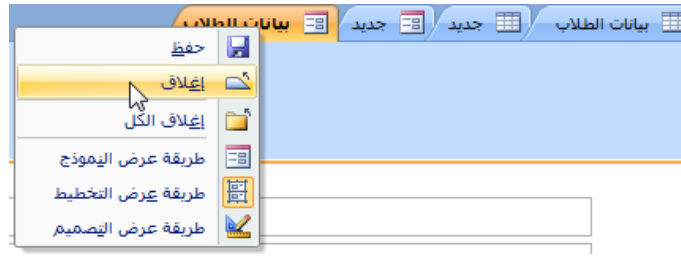 بيانات الطلاب جديد جديد بيانات الطلاب
حفظ
إغلاق
إغلاق الكل
طريقة عرض النموذج
طريقة عرض التخطيط
طريقة عرض التصميم